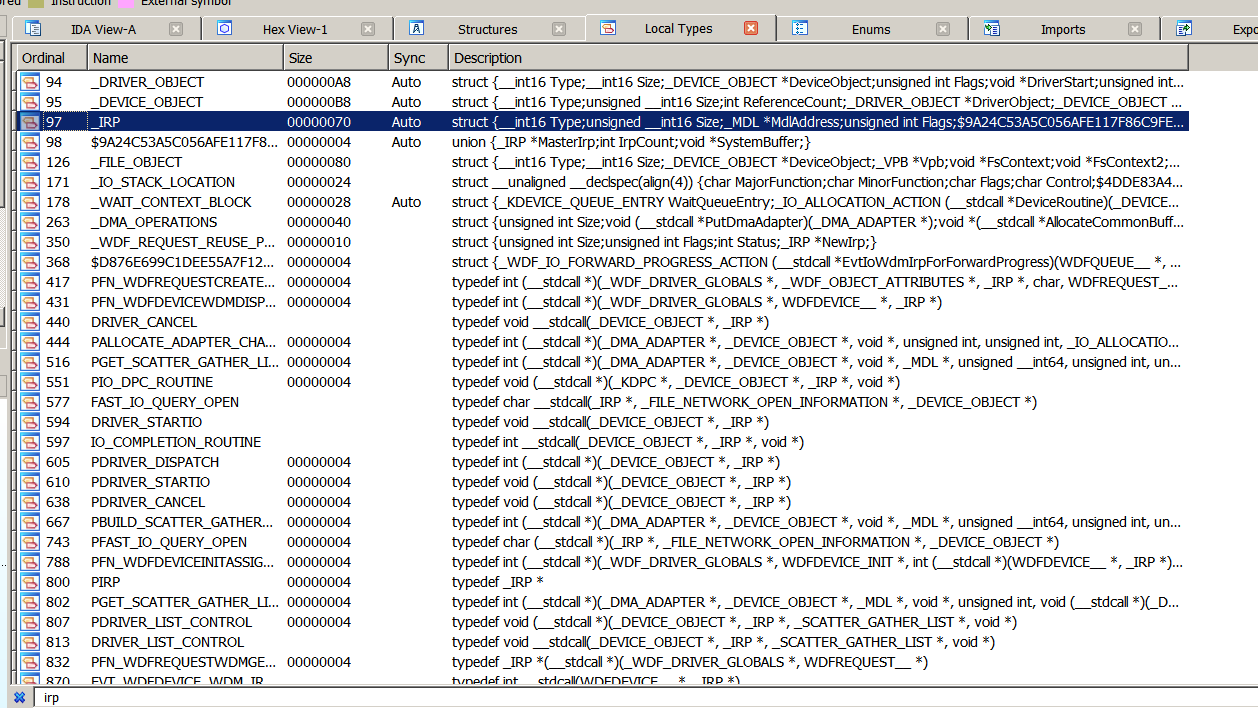 Instruction External symbol
IDA View-A Hex View-1 Structures Local Types Enums Imports
Ordinal Name Size Sync Description
94 _DRIVER_OBJECT 000000A8 Auto struct {__int16 Type;__int16 Size;_DEVICE_OBJECT *DeviceObject;unsigned int Flags;void *DriverStart;unsigned int...
95 _DEVICE_OBJECT 000000B8 Auto struct {__int16 Type;unsigned __int16 Size;int ReferenceCount;_DRIVER_OBJECT *DriverObject;_DEVICE_OBJECT ...
97 _IRP 00000070 Auto struct {__int16 Type;unsigned __int16 Size;_MDL *MdlAddress;unsigned int Flags;$9A24C53A5C056AFE117F86C9FE...
98 $9A24C53A5C056AFE117F8... 00000004 Auto union {_IRP *MasterIrp;int IrpCount;void *SystemBuffer;}
126 _FILE_OBJECT 00000080 struct {__int16 Type;__int16 Size;_DEVICE_OBJECT *DeviceObject;_VPB *Vpb;void *FsContext;void *FsContext2;...
171 _IO_STACK_LOCATION 00000024 struct __unaligned __declspec(align(4)) {char MajorFunction;char MinorFunction;char Flags;char Control;$4DDE83A4...
178 _WAIT_CONTEXT_BLOCK 00000028 Auto struct {_KDEVICE_QUEUE_ENTRY WaitQueueEntry;_IO_ALLOCATION_ACTION (__stdcall *DeviceRoutine)(_DEVICE...
263 _DMA_OPERATIONS 00000040 struct {unsigned int Size;void (__stdcall *PutDmaAdapter)(_DMA_ADAPTER *);void *(__stdcall *AllocateCommonBuff...
350 _WDF_REQUEST_REUSE_P... 00000010 struct {unsigned int Size;unsigned int Flags;int Status;_IRP *NewIrp;}
368 $D876E699C1DEE55A7F12... 00000004 struct {_WDF_IO_FORWARD_PROGRESS_ACTION (__stdcall *EvtIoWdmIrpForForwardProgress)(WDFQUEUE__ *, ...
417 PFN_WDFREQUESTCREATE... 00000004 typedef int (__stdcall *)(_WDF_DRIVER_GLOBALS *, _WDF_OBJECT_ATTRIBUTES *, _IRP *, char, WDFREQUEST_...
431 PFN_WDFDEVICEWDMDISP... 00000004 typedef int (__stdcall *)(_WDF_DRIVER_GLOBALS *, WDFDEVICE__ *, _IRP *)
440 DRIVER_CANCEL typedef void __stdcall(_DEVICE_OBJECT *, _IRP *)
444 PALLOCATE_ADAPTER_CHA... 00000004 typedef int (__stdcall *)(_DMA_ADAPTER *, _DEVICE_OBJECT *, void *, unsigned int, unsigned int, _IO_ALLOCATIO...
516 PGET_SCATTER_GATHER_LI... 00000004 typedef int (__stdcall *)(_DMA_ADAPTER *, _DEVICE_OBJECT *, void *, _MDL *, unsigned __int64, unsigned int, un...
551 PIO_DPC_ROUTINE 00000004 typedef void (__stdcall *)(_KDPC *, _DEVICE_OBJECT *, _IRP *, void *)
577 FAST_IO_QUERY_OPEN typedef char __stdcall(_IRP *, _FILE_NETWORK_OPEN_INFORMATION *, _DEVICE_OBJECT *)
594 DRIVER_STARTIO typedef void __stdcall(_DEVICE_OBJECT *, _IRP *)
597 IO_COMPLETION_ROUTINE typedef int __stdcall(_DEVICE_OBJECT *, _IRP *, void *)
605 PDRIVER_DISPATCH 00000004 typedef int (__stdcall *)(_DEVICE_OBJECT *, _IRP *)
610 PDRIVER_STARTIO 00000004 typedef void (__stdcall *)(_DEVICE_OBJECT *, _IRP *)
638 PDRIVER_CANCEL 00000004 typedef void (__stdcall *)(_DEVICE_OBJECT *, _IRP *)
667 PBUILD_SCATTER_GATHER... 00000004 typedef int (__stdcall *)(_DMA_ADAPTER *, _DEVICE_OBJECT *, void *, _MDL *, unsigned __int64, unsigned int, un...
743 PFAST_IO_QUERY_OPEN 00000004 typedef char (__stdcall *)(_IRP *, _FILE_NETWORK_OPEN_INFORMATION *, _DEVICE_OBJECT *)
788 PFN_WDFDEVICEINITASSIG... 00000004 typedef int (__stdcall *)(_WDF_DRIVER_GLOBALS *, WDFDEVICE_INIT *, int (__stdcall *)(WDFDEVICE__ *, _IRP *)...
800 PIRP 00000004 typedef _IRP *
802 PGET_SCATTER_GATHER_LI... 00000004 typedef int (__stdcall *)(_DMA_ADAPTER *, _DEVICE_OBJECT *, _MDL *, void *, unsigned int, void (__stdcall *)(_D...
807 PDRIVER_LIST_CONTROL 00000004 typedef void (__stdcall *)(_DEVICE_OBJECT *, _IRP *, _SCATTER_GATHER_LIST *, void *)
813 DRIVER_LIST_CONTROL typedef void __stdcall(_DEVICE_OBJECT *, _IRP *, _SCATTER_GATHER_LIST *, void *)
832 PFN_WDFREQUESTWDMGE... 00000004 typedef _IRP *(__stdcall *)(_WDF_DRIVER_GLOBALS *, WDFREQUEST__ *)
870 EVT_WDFDEVICE_WDM_IR typedef int __stdcall(WDFDEVICE__ *, _IRP *)
irp